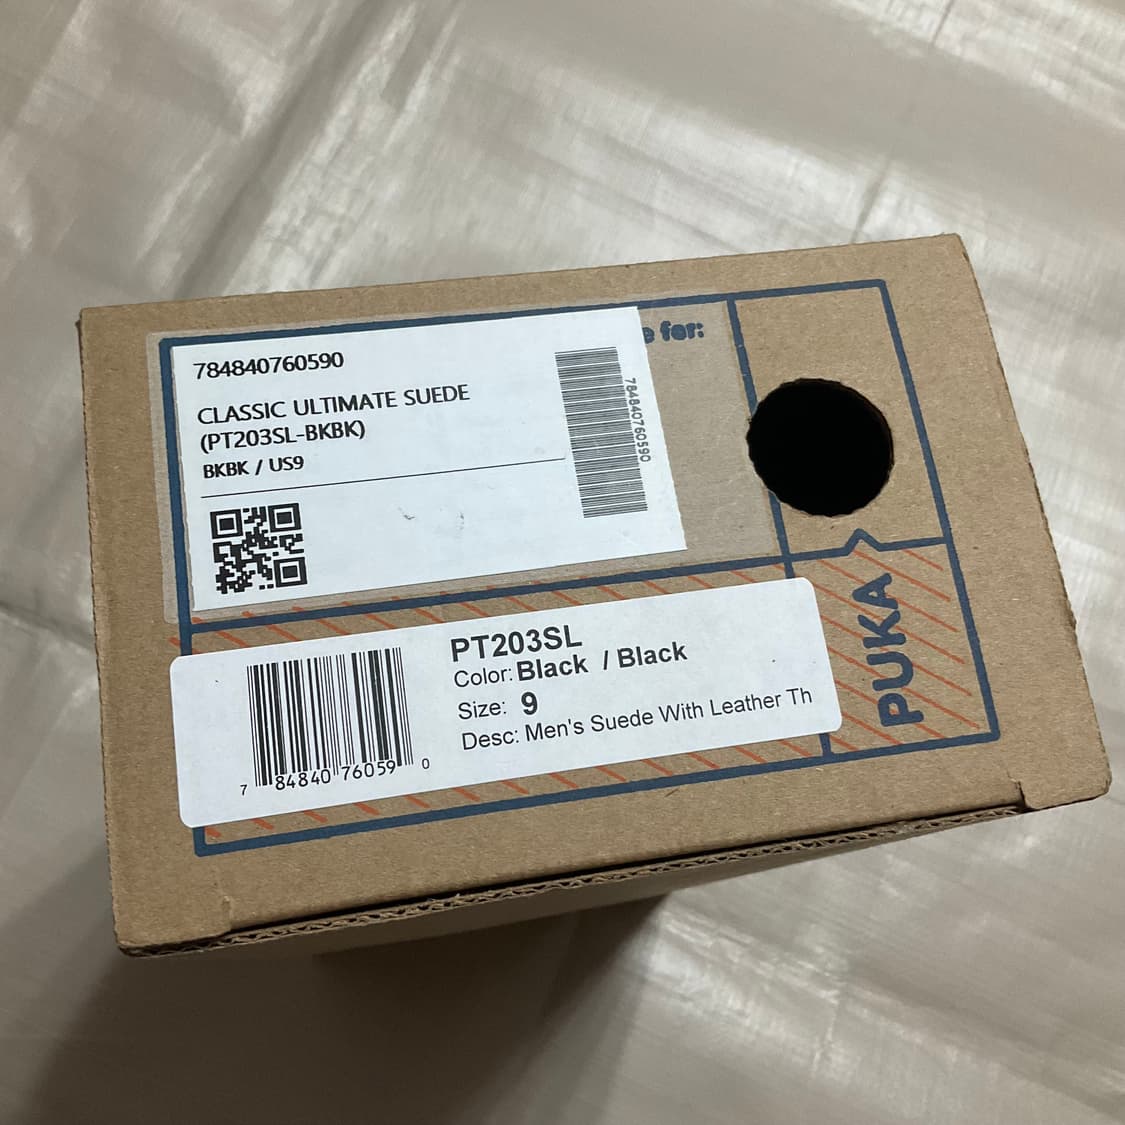 784840760590
CLASSIC ULTIMATE SUEDE
(PT203SL-BKBK)
BKBK / US9
784840760590
for:
PT203SL
Color: Black / Black
Size: 9
Desc: Men's Suede With Leather Th
7 84840 76059 0
PUKA